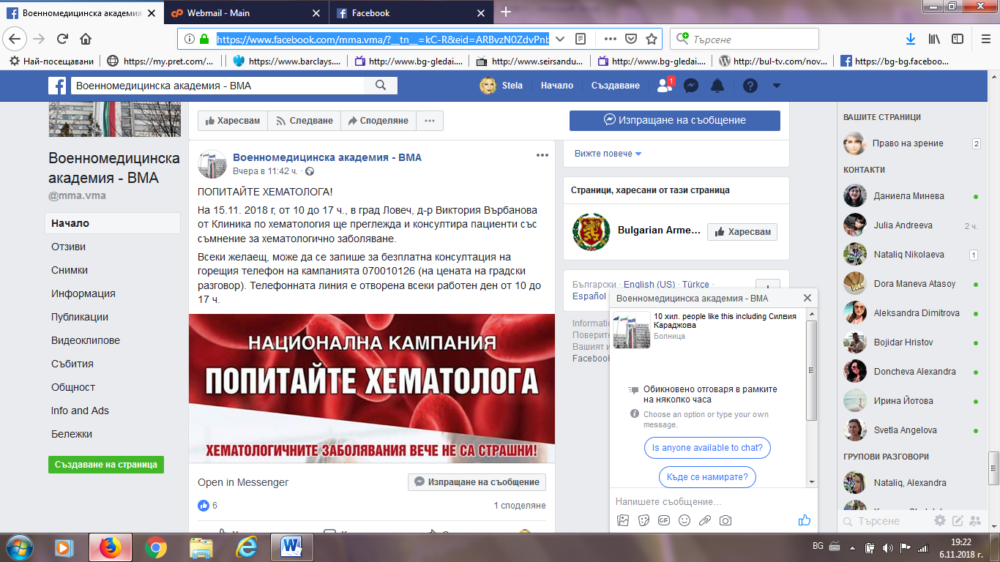 Военномедицинска академия
Webmail - Main
Facebook
https://www.facebook.com/mma.vma/?__tn__=kC-R&eid=ARBvzN0ZdvPnb
Търсене
Най-посещавани
https://my.pret.com/...
https://www.barclays....
http://www.bg-gledai....
http://www.seirsandu...
http://www.bg-gledai....
http://bul-tv.com/nov...
https://bg-bg.faceboo...
Военномедицинска академия - ВМА
Stela
Начало
Създаване
1
Харесвам
Следване
Споделяне
Изпращане на съобщение
Военномедицинска
академия - ВМА
@mma.vma
Начало
Отзиви
Снимки
Информация
Публикации
Видеоклипове
Събития
Общност
Info and Ads
Бележки
Създаване на страница
Военномедицинска академия - ВМА
Вчера в 11:42 ч. ·
ПОПИТАЙТЕ ХЕМАТОЛОГА!
На 15.11. 2018 г, от 10 до 17 ч., в град Ловеч, д-р Виктория Върбанова
от Клиника по хематология ще преглежда и консултира пациенти със
съмнение за хематологично заболяване.
Всеки желаещ, може да се запише за безплатна консултация на
горещия телефон на кампанията 070010126 (на цената на градски
разговор). Телефонната линия е отворена всеки работен ден от 10 до
17 ч.
НАЦИОНАЛНА КАМПАНИЯ
ПОПИТАЙТЕ ХЕМАТОЛОГА
ХЕМАТОЛОГИЧНИТЕ ЗАБОЛЯВАНИЯ ВЕЧЕ НЕ СА СТРАШНИ!
Open in Messenger
Изпращане на съобщение
6
1 споделяне
Вижте повече
Страници, харесани от тази страница
Bulgarian Arme...
Харесвам
Български · English (US) · Türkçe ·
Español
Поверите
Вашият и
Военномедицинска академия - ВМА
10 хил. people like this including Силвия
Караджова
Болница
Обикновено отговаря в рамките
на няколко часа
Choose an option or type your own
message.
Is anyone available to chat?
Къде се намирате?
Напишете съобщение...
GIF
ВАШИТЕ СТРАНИЦИ
Право на зрение
2
КОНТАКТИ
Даниела Минева
Julia Andreeva
2 ч.
Nataliq Nikolaeva
1
Dora Maneva Atasoy
Aleksandra Dimitrova
Bojidar Hristov
Doncheva Alexandra
Ирина Йотова
Svetla Angelova
ГРУПОВИ РАЗГОВОРИ
Nataliq, Alexandra
Търсене
BG
19:22
6.11.2018 г.